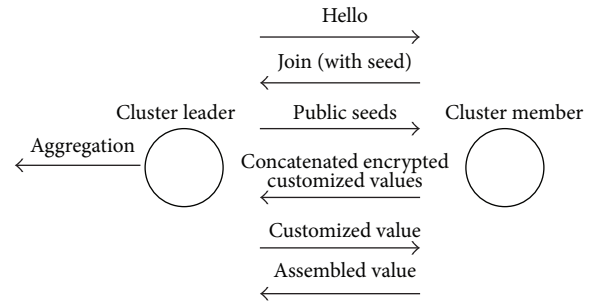 Hello
Join (with seed)
Cluster leader
Public seeds
Cluster member
Aggregation
Concatenated encrypted
customized values
Customized value
Assembled value